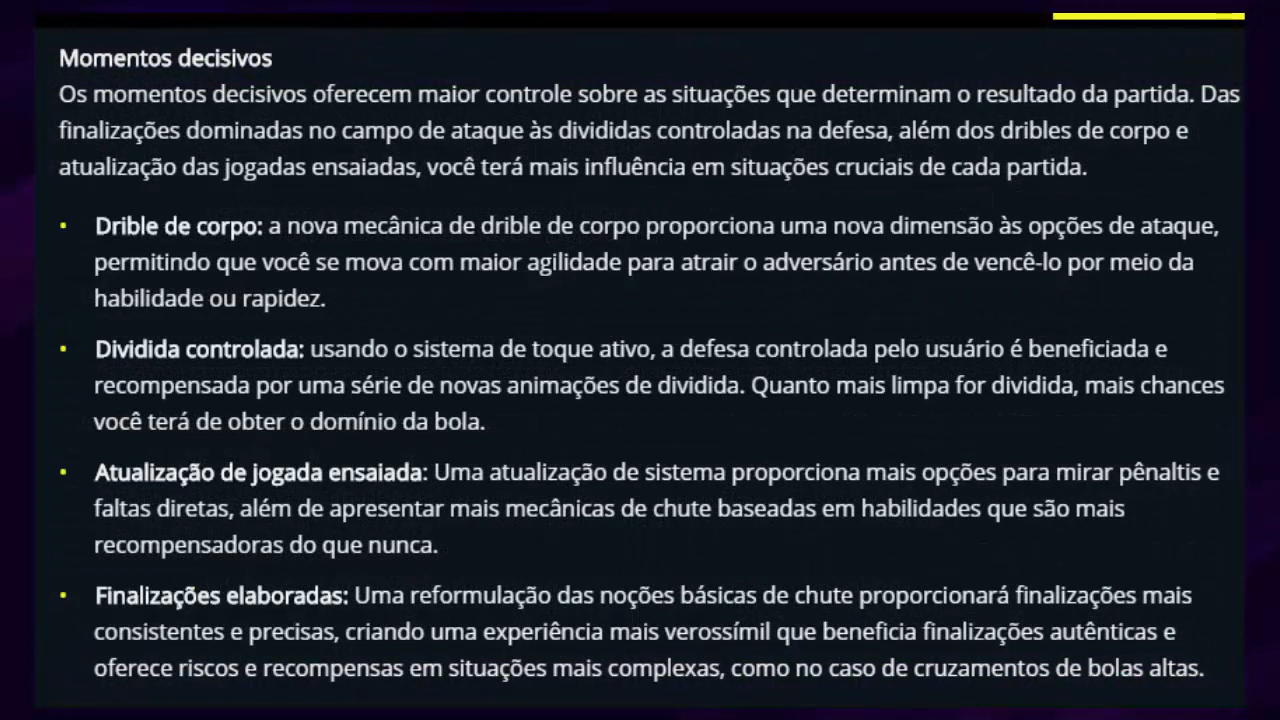 Momentos decisivos
Os momentos decisivos oferecem maior controle sobre as situações que determinam o resultado da partida. Das
finalizações dominadas no campo de ataque às divididas controladas na defesa, além dos dribles de corpo e
atualização das jogadas ensaiadas, você terá mais influência em situações cruciais de cada partida.
• Drible de corpo: a nova mecânica de drible de corpo proporciona uma nova dimensão às opções de ataque,
permitindo que você se mova com maior agilidade para atrair o adversário antes de vencê-lo por meio da
habilidade ou rapidez.
• Dividida controlada: usando o sistema de toque ativo, a defesa controlada pelo usuário é beneficiada e
recompensada por uma série de novas animações de dividida. Quanto mais limpa for dividida, mais chances
você terá de obter o domínio da bola.
• Atualização de jogada ensaiada: Uma atualização de sistema proporciona mais opções para mirar pênaltis e
faltas diretas, além de apresentar mais mecânicas de chute baseadas em habilidades que são mais
recompensadoras do que nunca.
• Finalizações elaboradas: Uma reformulação das noções básicas de chute proporcionará finalizações mais
consistentes e precisas, criando uma experiência mais verossímil que beneficia finalizações autênticas e
oferece riscos e recompensas em situações mais complexas, como no caso de cruzamentos de bolas altas.